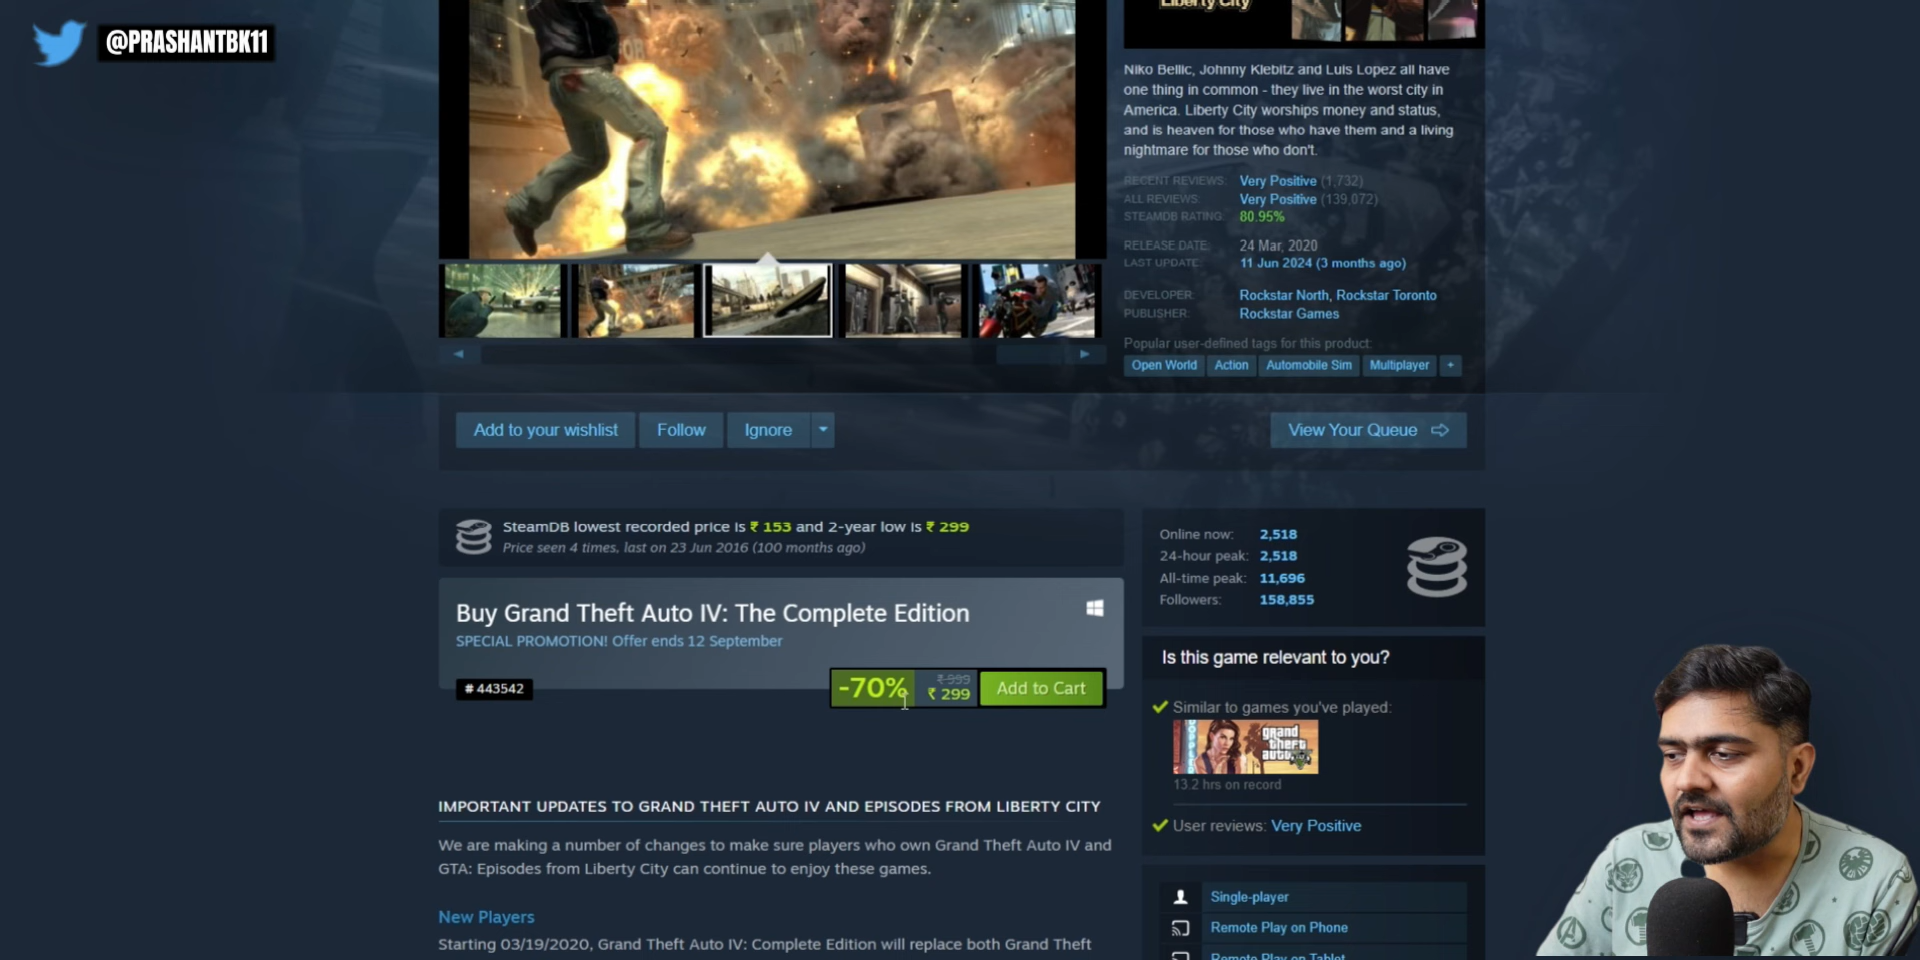 @PRASHANTBK11
Liberty City
Niko Bellic, Johnny Klebitz and Luis Lopez all have
one thing in common - they live in the worst city in
America. Liberty City worships money and status,
and is heaven for those who have them and a living
nightmare for those who don't.
RECENT REVIEWS: Very Positive (1,732)
ALL REVIEWS: Very Positive (139,072)
STEAMDB RATING: 80.95%
RELEASE DATE: 24 Mar, 2020
LAST UPDATE: 11 Jun 2024 (3 months ago)
DEVELOPER: Rockstar North, Rockstar Toronto
PUBLISHER: Rockstar Games
Popular user-defined tags for this product:
Open World Action Automobile Sim Multiplayer +
Add to your wishlist Follow Ignore View Your Queue
SteamDB lowest recorded price is ₹ 153 and 2-year low is ₹ 299
Price seen 4 times, last on 23 Jun 2016 (100 months ago)
Buy Grand Theft Auto IV: The Complete Edition
SPECIAL PROMOTION! Offer ends 12 September
# 443542
-70% ₹ 999 ₹ 299 Add to Cart
Online now: 2,518
24-hour peak: 2,518
All-time peak: 11,696
Followers: 158,855
Is this game relevant to you?
Similar to games you've played:
grand
theft
auto
13.2 hrs on record
User reviews: Very Positive
Single-player
Remote Play on Phone
Remote Play on Tablet
IMPORTANT UPDATES TO GRAND THEFT AUTO IV AND EPISODES FROM LIBERTY CITY
We are making a number of changes to make sure players who own Grand Theft Auto IV and
GTA: Episodes from Liberty City can continue to enjoy these games.
New Players
Starting 03/19/2020, Grand Theft Auto IV: Complete Edition will replace both Grand Theft